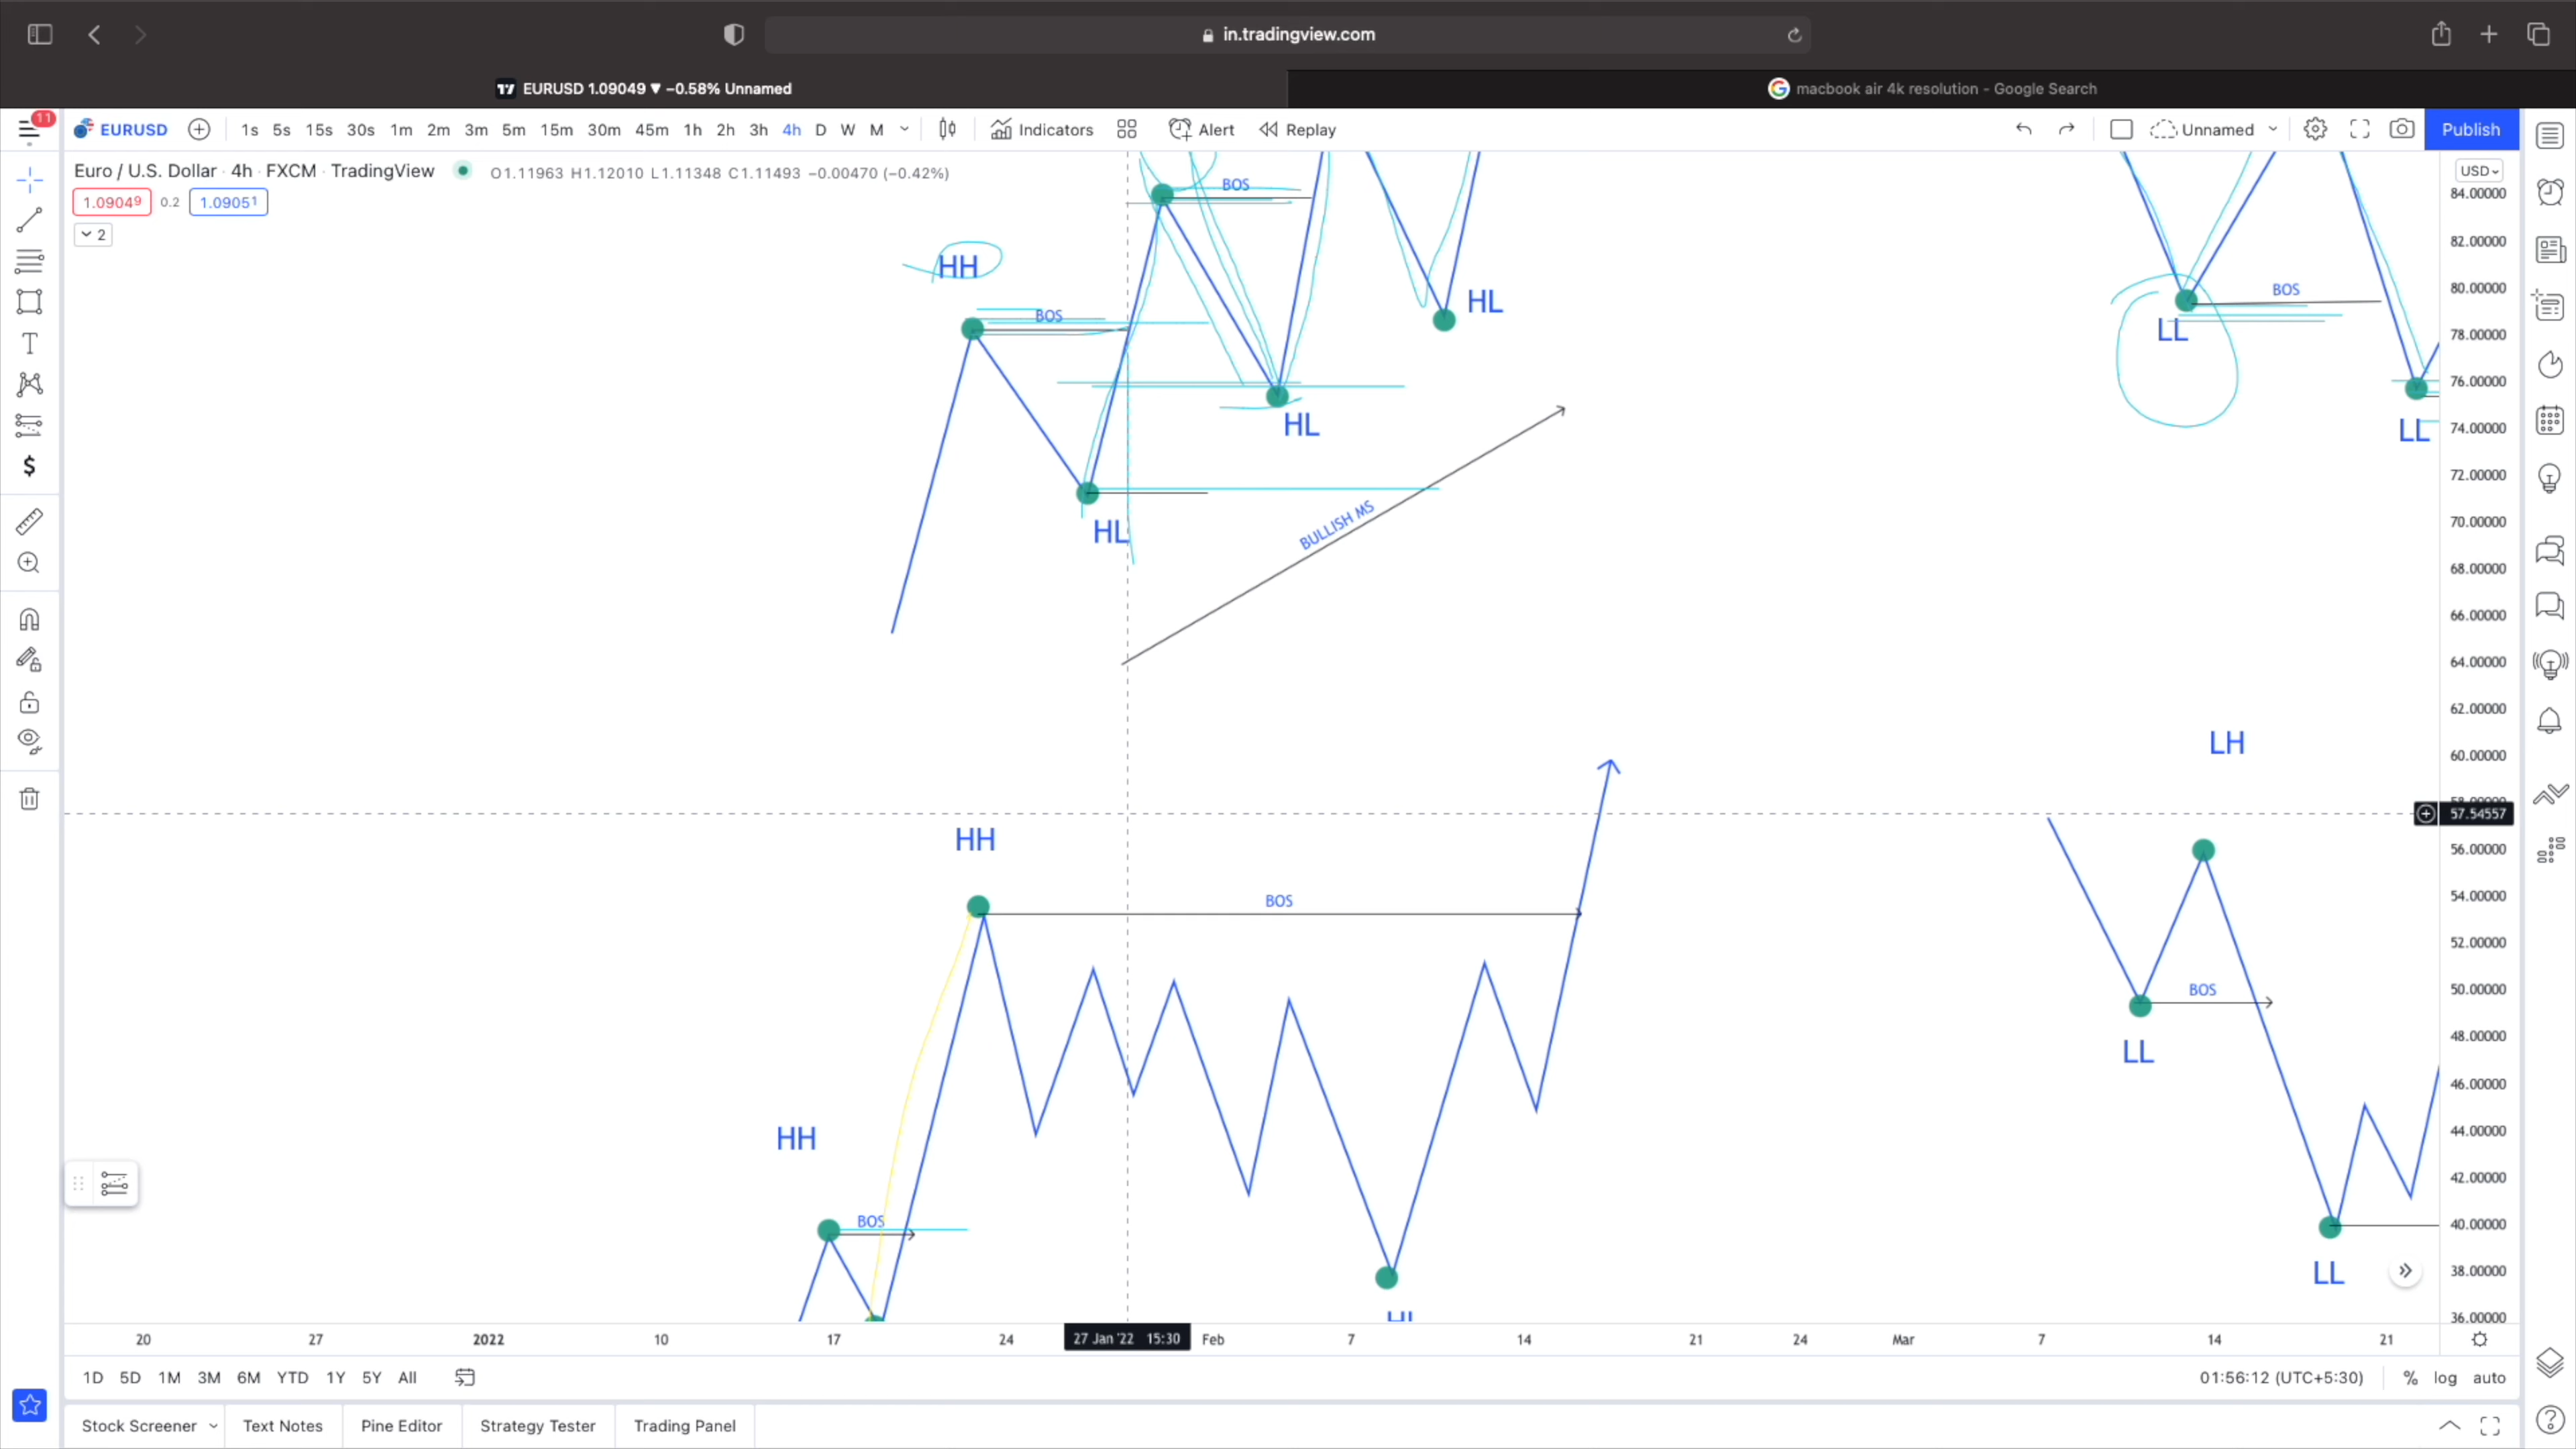 in.tradingview.com
EURUSD 1.09049 ▼ −0.58% Unnamed
macbook air 4k resolution - Google Search
11
EURUSD 1s 5s 15s 30s 1m 2m 3m 5m 15m 30m 45m 1h 2h 3h 4h D W M Indicators Alert Replay Unnamed Publish
Euro / U.S. Dollar · 4h · FXCM · TradingView O1.11963 H1.12010 L1.11348 C1.11493 −0.00470 (−0.42%)
1.09049 0.2 1.09051
2
USD
84.00000
82.00000
80.00000
78.00000
76.00000
74.00000
72.00000
70.00000
68.00000
66.00000
64.00000
62.00000
60.00000
57.54557
56.00000
54.00000
52.00000
50.00000
48.00000
46.00000
44.00000
42.00000
40.00000
38.00000
36.00000
BOS
HH
BOS
HL
HL
HL
BULLISH MS
BOS
LL
LL
HH
BOS
HH
BOS
LH
BOS
LL
LL
20 27 2022 10 17 24 27 Jan '22 15:30 Feb 7 14 21 24 Mar 7 14 21
1D 5D 1M 3M 6M YTD 1Y 5Y All
01:56:12 (UTC+5:30) % log auto
Stock Screener Text Notes Pine Editor Strategy Tester Trading Panel